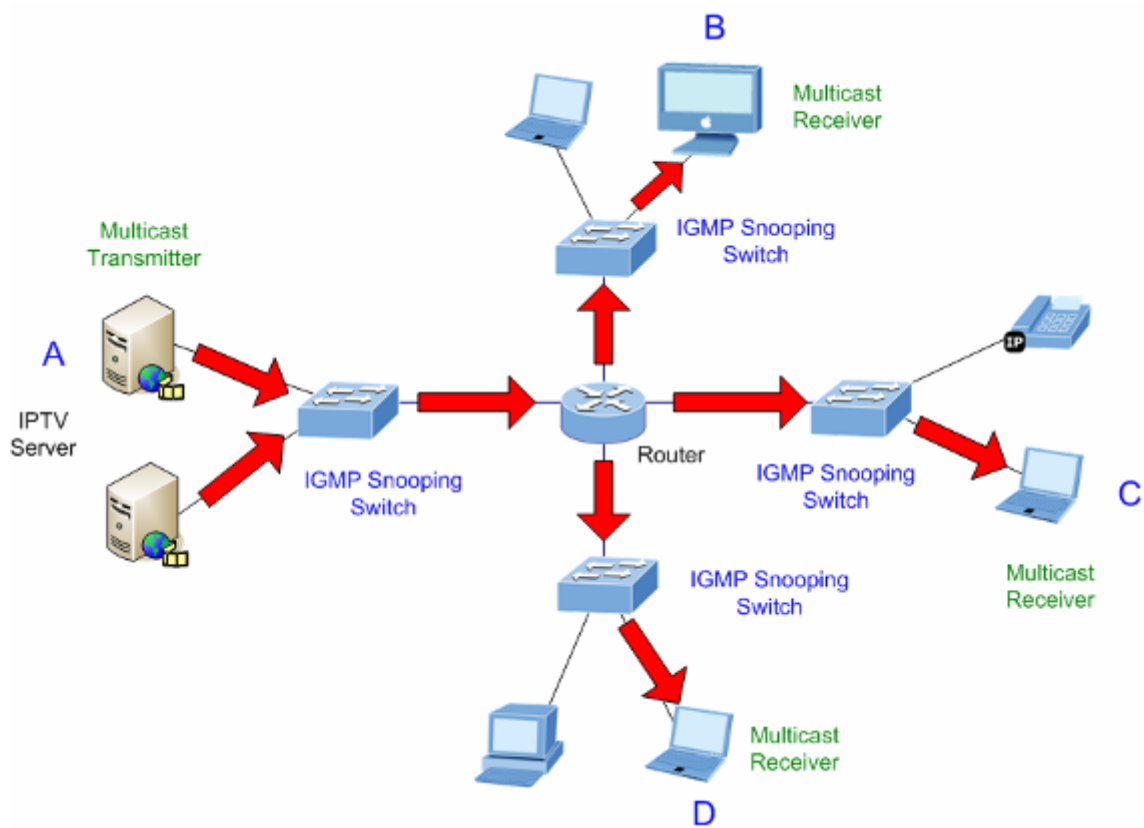 B
Multicast
Receiver
IGMP Snooping
Switch
Multicast
Transmitter
A
IPTV
Server
IGMP Snooping
Switch
Router
IP
IGMP Snooping
Switch
C
Multicast
Receiver
IGMP Snooping
Switch
Multicast
Receiver
D